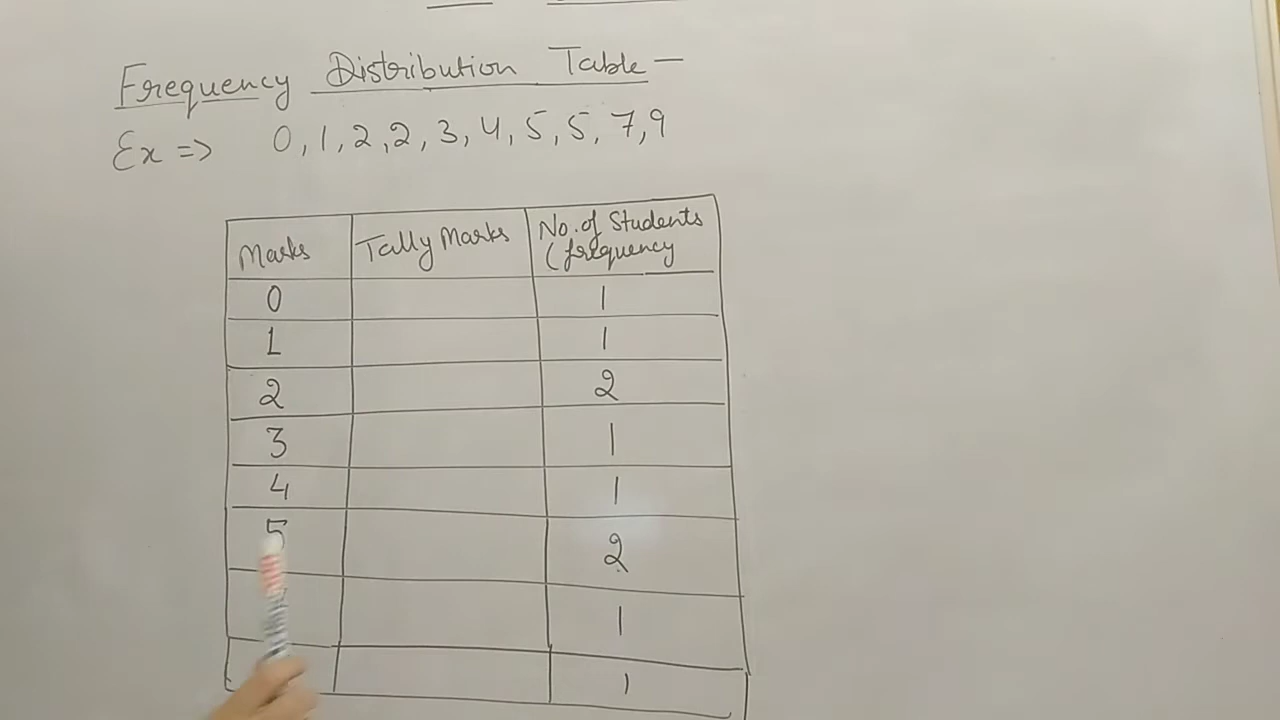 Frequency Distribution Table —
Ex => 0, 1, 2, 2, 3, 4, 5, 5, 7, 9
Marks Tally Marks No. of Students (frequency
0 1
1 1
2 2
3 1
4 1
5 2
1
1